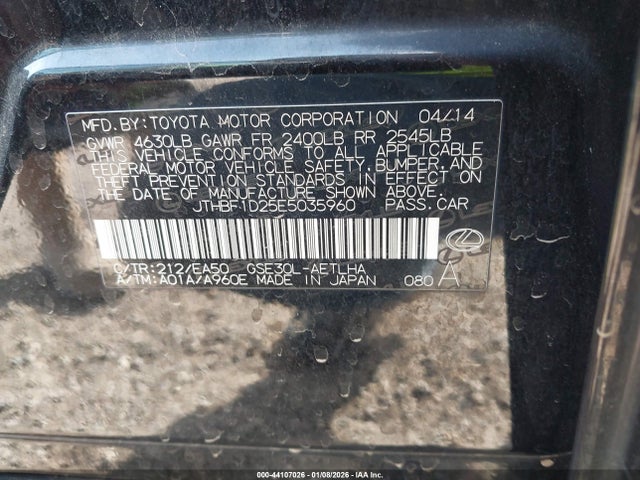 MFD.BY:TOYOTA MOTOR CORPORATION 04/14
GVWR 4630LB GAWR FR 2400LB RR 2545LB
THIS VEHICLE CONFORMS TO ALL APPLICABLE
FEDERAL MOTOR VEHICLE SAFETY, BUMPER, AND
THEFT PREVENTION STANDARDS IN EFFECT ON
THE DATE OF MANUFACTURE SHOWN ABOVE.
JTHBF1D25E5035960 PASS.CAR
C/TR:212/EA50 GSE30L-AETLHA
A/TM:A01A/A960E MADE IN JAPAN 080 A
000-44107026 - 01/08/2026 - IAAI.com